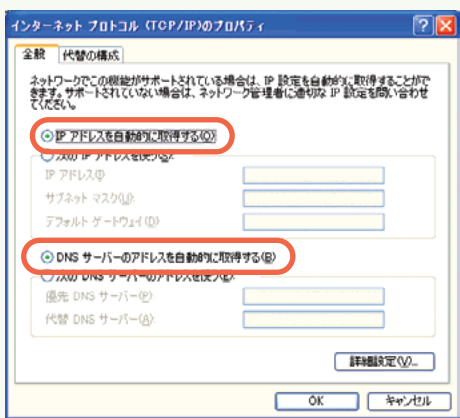 インターネット プロトコル (TCP/IP)のプロパティ
全般 代替の構成
ネットワークでこの機能がサポートされている場合は、IP 設定を自動的に取得することがで
きます。サポートされていない場合は、ネットワーク管理者に適切な IP 設定を問い合わせ
てください。
IP アドレスを自動的に取得する(O)
次の IP アドレスを使う(S):
IP アドレス(I)
サブネット マスク(U):
デフォルト ゲートウェイ(D)
DNS サーバーのアドレスを自動的に取得する(B)
次の DNS サーバーのアドレスを使う(E):
優先 DNS サーバー(P):
代替 DNS サーバー(A):
詳細設定(V)...
OK キャンセル